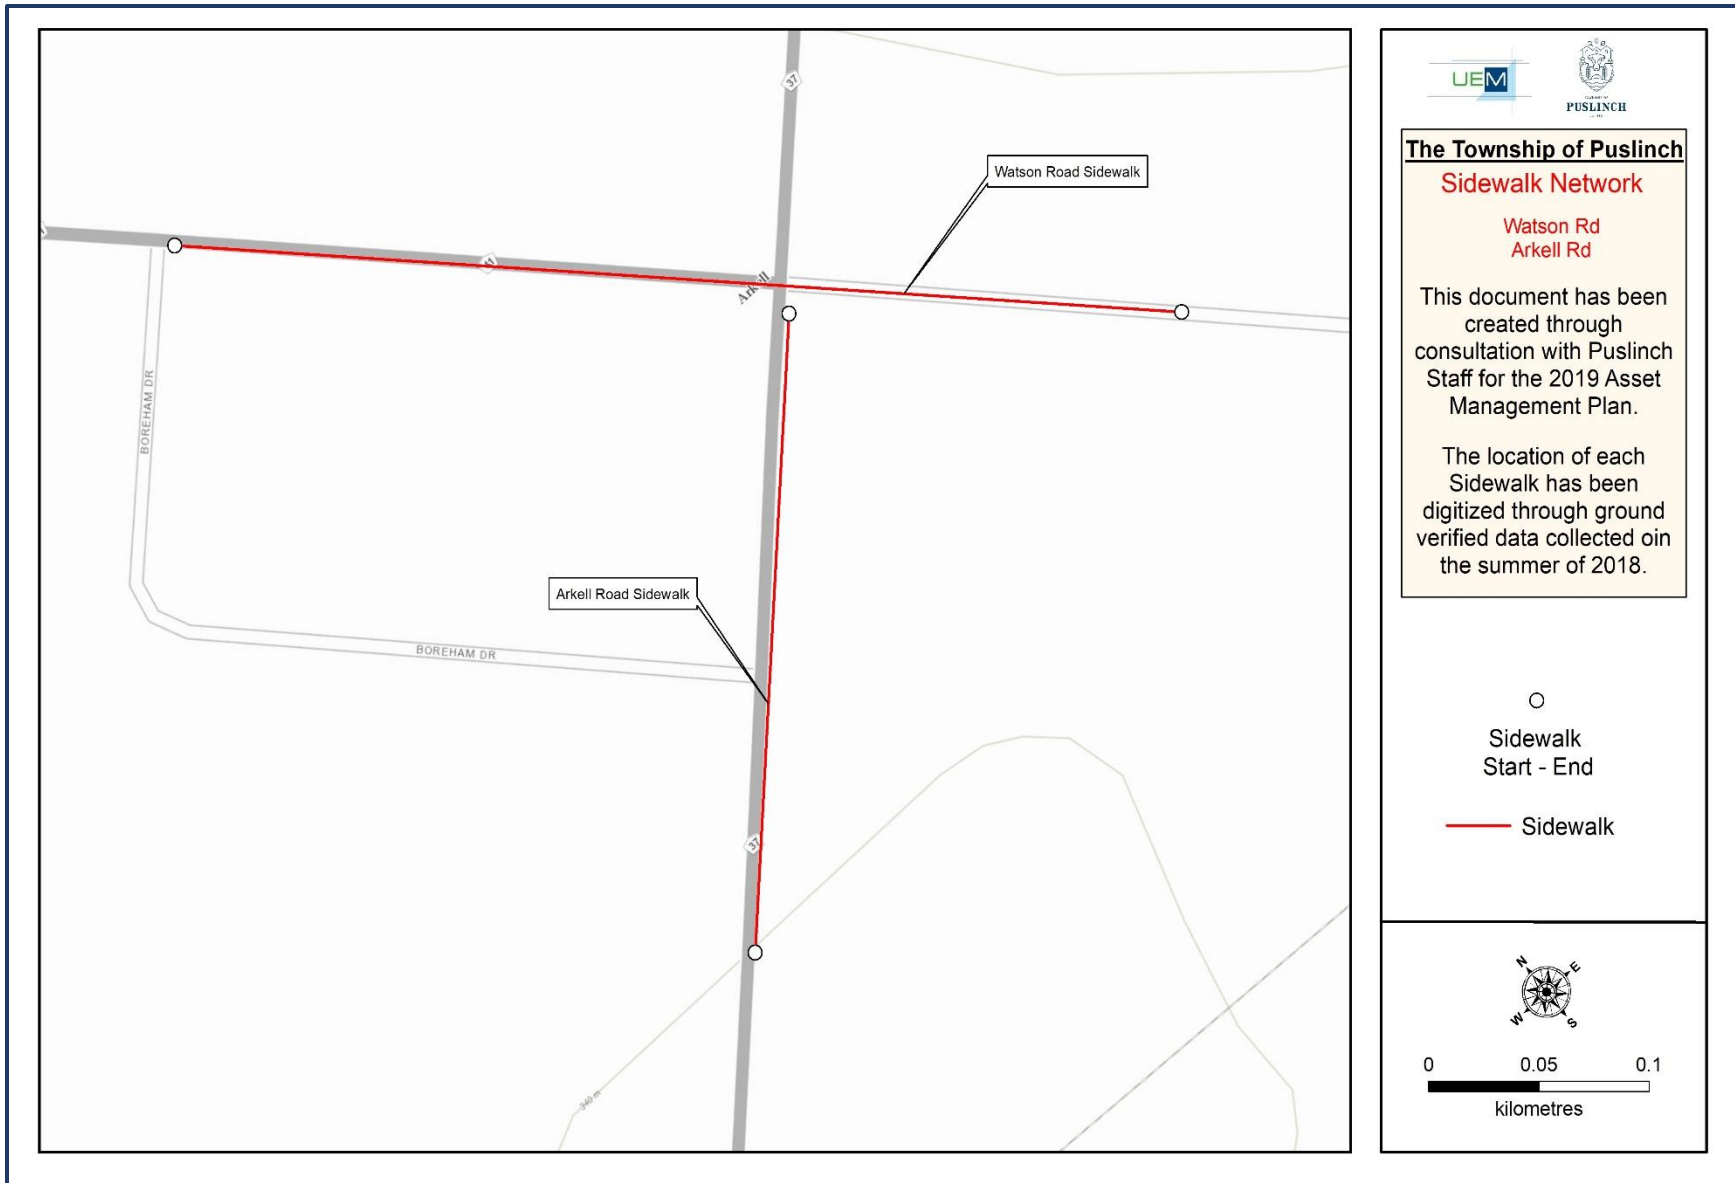 37
Watson Road Sidewalk
41
Arkell
BOREHAM DR
Arkell Road Sidewalk
BOREHAM DR
37
340 m
UEM
PUSLINCH
The Township of Puslinch
Sidewalk Network
Watson Rd
Arkell Rd
This document has been
created through
consultation with Puslinch
Staff for the 2019 Asset
Management Plan.
The location of each
Sidewalk has been
digitized through ground
verified data collected oin
the summer of 2018.
Sidewalk
Start - End
Sidewalk
N
E
W
S
0 0.05 0.1
kilometres